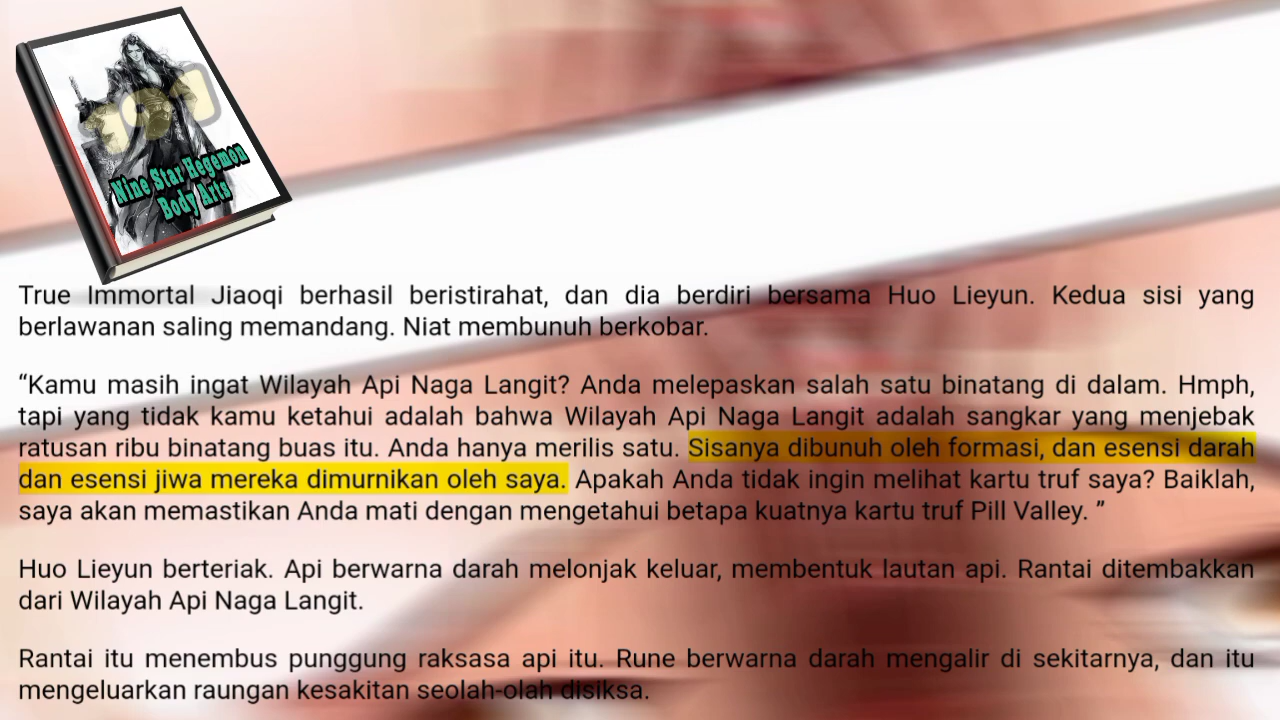 Nine Star Hegemon
Body Arts
True Immortal Jiaoqi berhasil beristirahat, dan dia berdiri bersama Huo Lieyun. Kedua sisi yang
berlawanan saling memandang. Niat membunuh berkobar.
“Kamu masih ingat Wilayah Api Naga Langit? Anda melepaskan salah satu binatang di dalam. Hmph,
tapi yang tidak kamu ketahui adalah bahwa Wilayah Api Naga Langit adalah sangkar yang menjebak
ratusan ribu binatang buas itu. Anda hanya merilis satu. Sisanya dibunuh oleh formasi, dan esensi darah
dan esensi jiwa mereka dimurnikan oleh saya. Apakah Anda tidak ingin melihat kartu truf saya? Baiklah,
saya akan memastikan Anda mati dengan mengetahui betapa kuatnya kartu truf Pill Valley. ”
Huo Lieyun berteriak. Api berwarna darah melonjak keluar, membentuk lautan api. Rantai ditembakkan
dari Wilayah Api Naga Langit.
Rantai itu menembus punggung raksasa api itu. Rune berwarna darah mengalir di sekitarnya, dan itu
mengeluarkan raungan kesakitan seolah-olah disiksa.